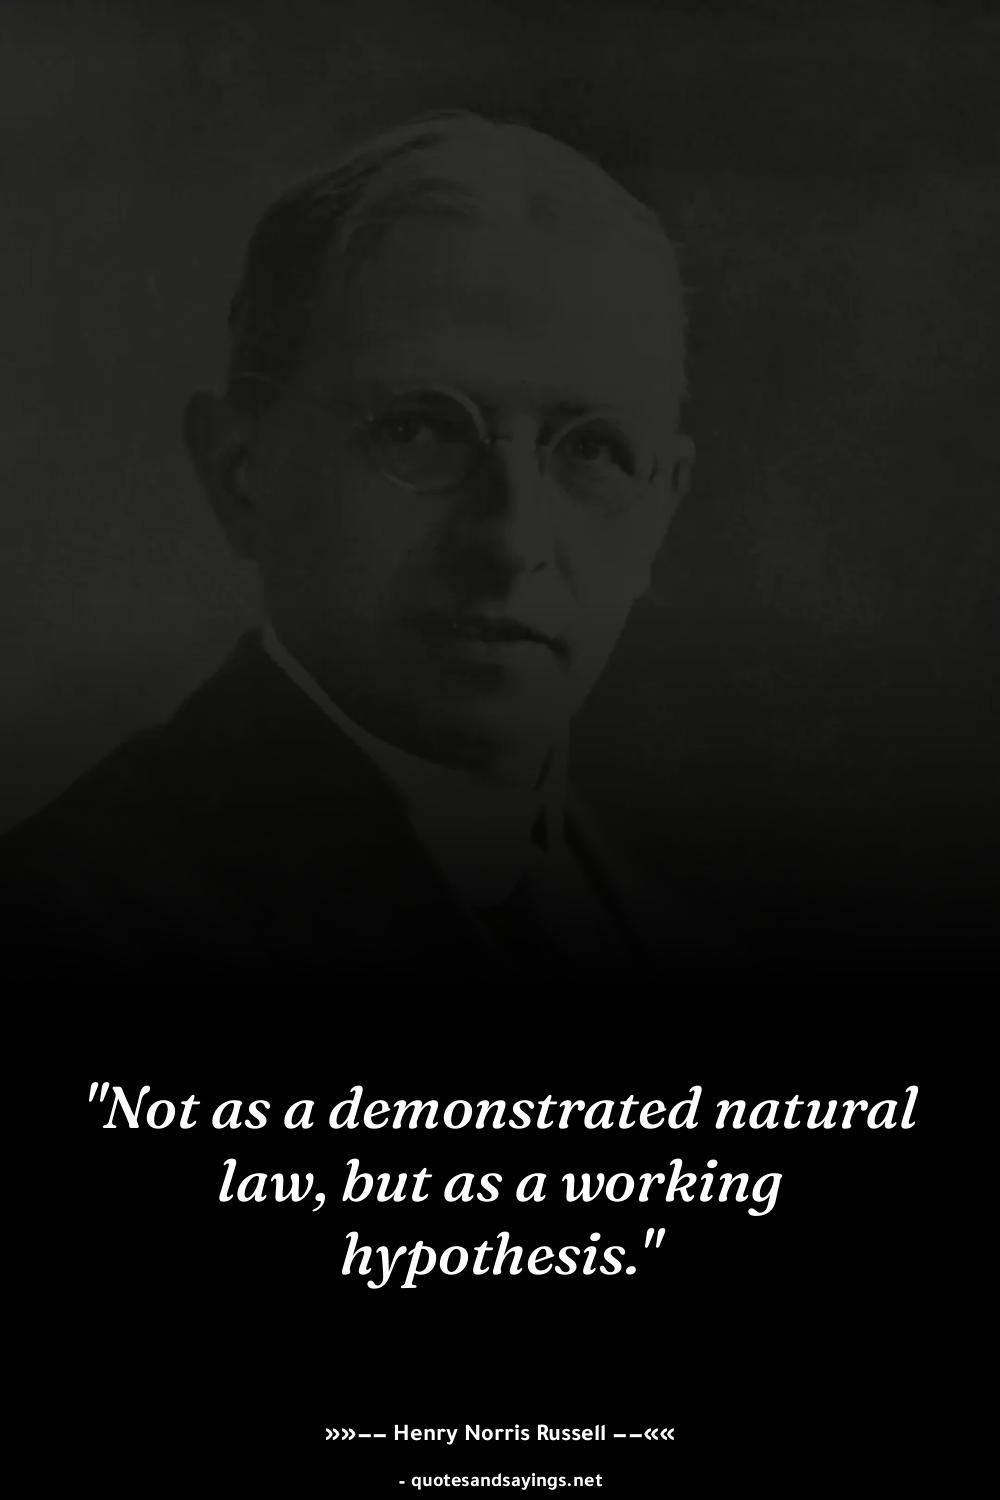 "Not as a demonstrated natural
law, but as a working
hypothesis."
»»-- Henry Norris Russell --««
- quotesandsayings.net